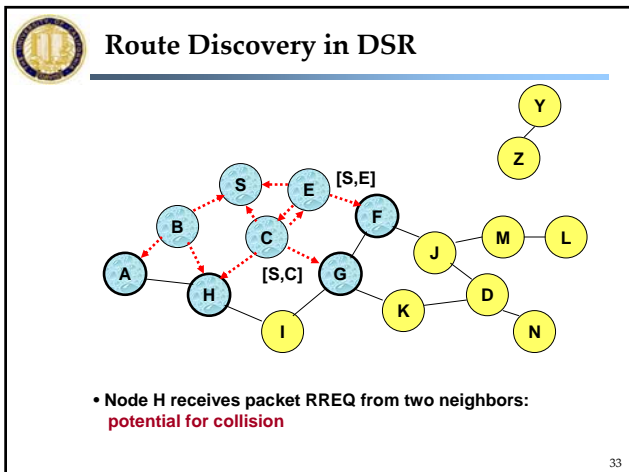 Route Discovery in DSR
Y
Z
S
E
[S,E]
F
B
C
J
M
L
A
H
[S,C]
G
I
K
D
N
• Node H receives packet RREQ from two neighbors:
potential for collision
33